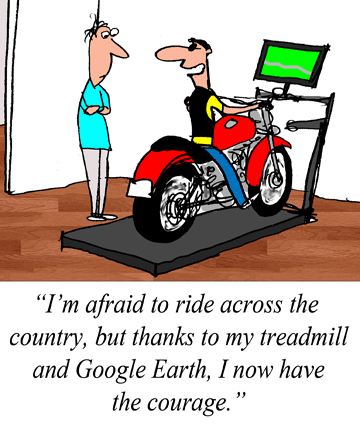 “I’m afraid to ride across the
country, but thanks to my treadmill
and Google Earth, I now have
the courage.”